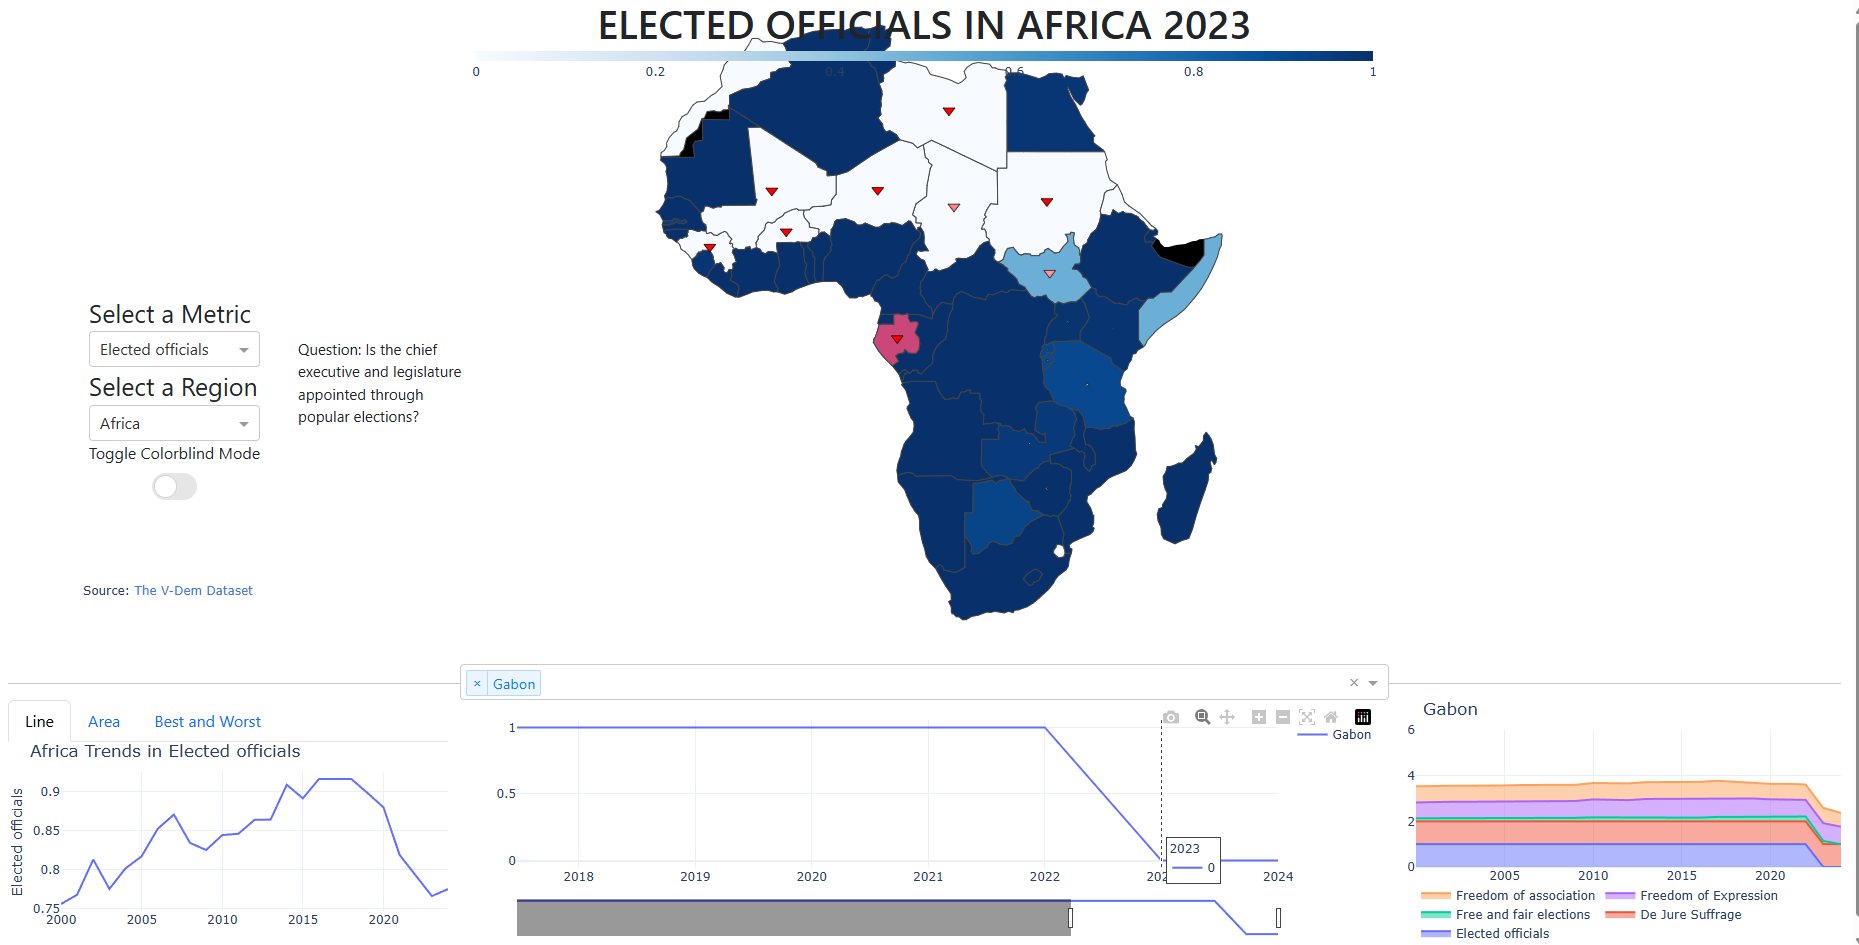 ELECTED OFFICIALS IN AFRICA 2023
0 0.2 0.4 0.6 0.8 1
Select a Metric
Elected officials
Select a Region
Africa
Toggle Colorblind Mode
Question: Is the chief
executive and legislature
appointed through
popular elections?
Source: The V-Dem Dataset
× Gabon
Line Area Best and Worst
Africa Trends in Elected officials
Elected officials
0.9
0.85
0.8
0.75
2000 2005 2010 2015 2020
1
0.5
0
2018 2019 2020 2021 2022 2024
Gabon
2023
0
Gabon
6
4
2
0
2005 2010 2015 2020
Freedom of association Freedom of Expression
Free and fair elections De Jure Suffrage
Elected officials